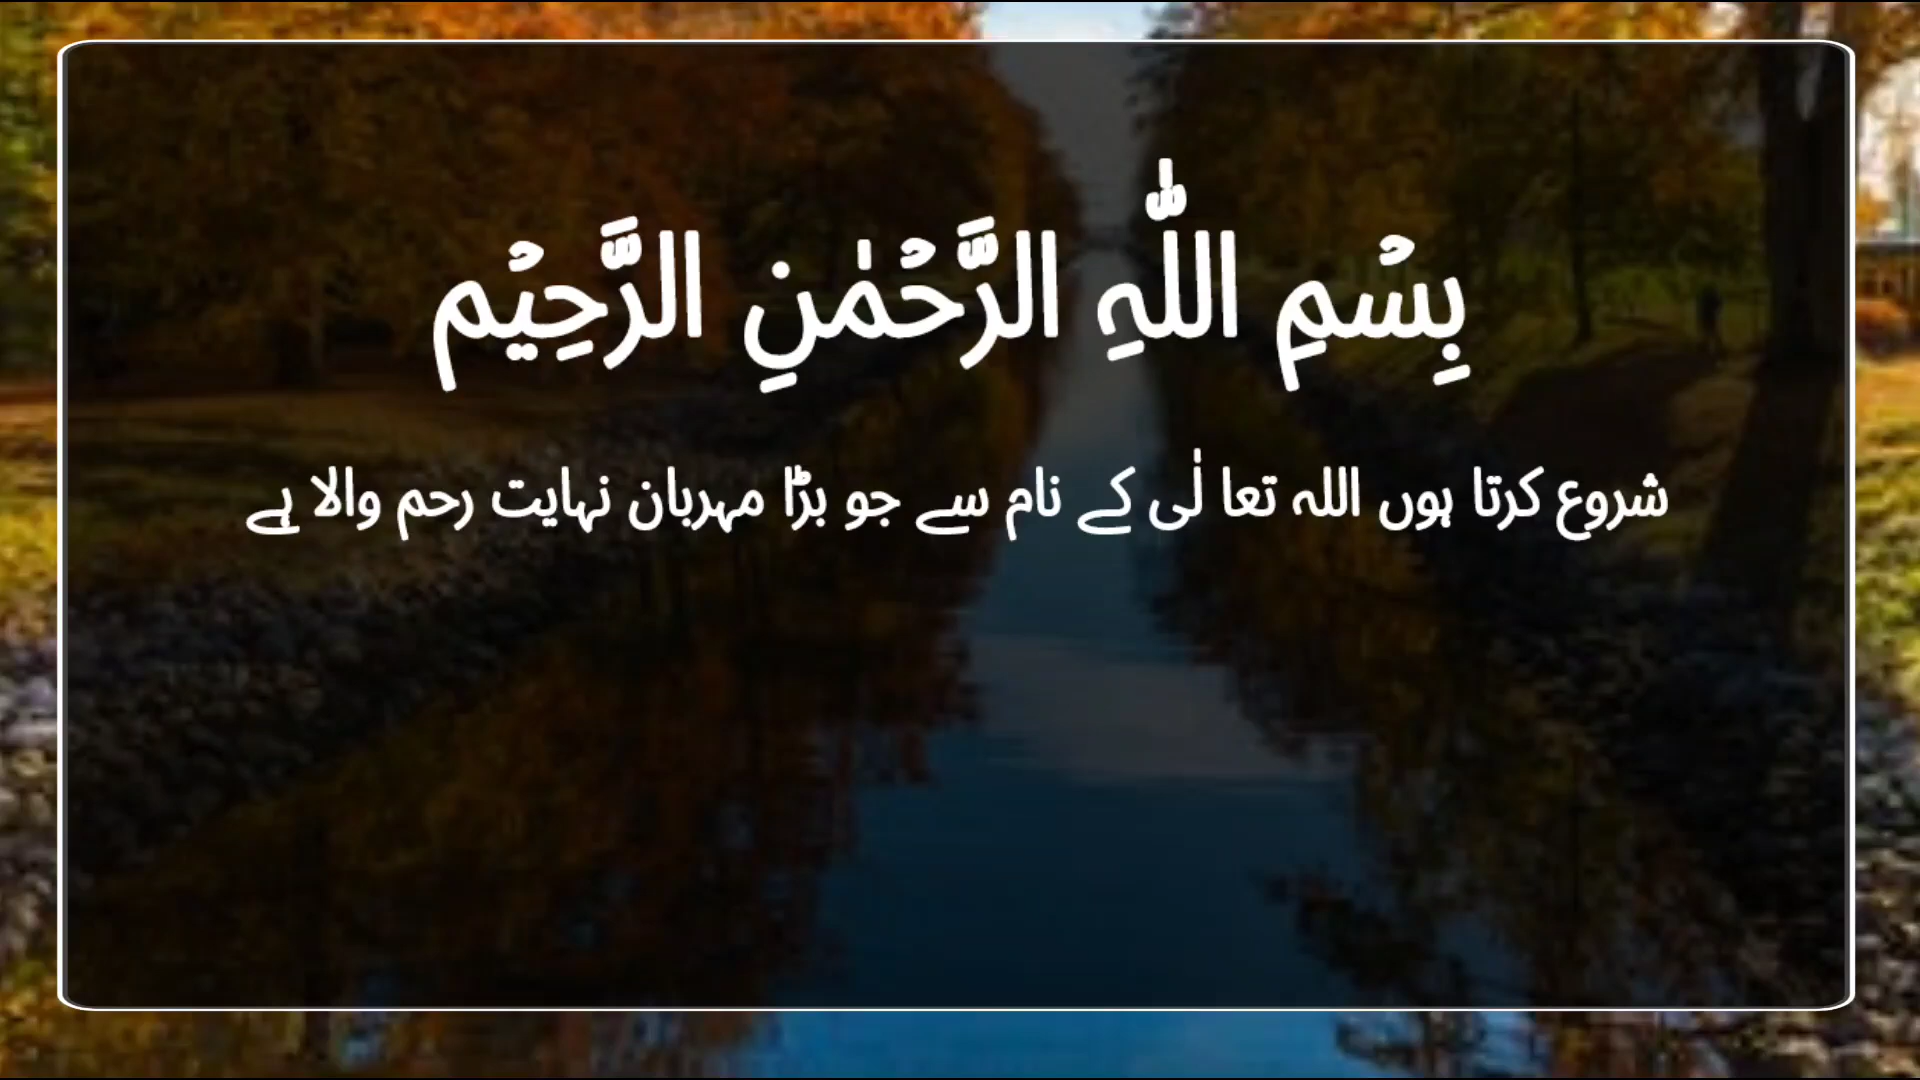 بِسْمِ اللّٰهِ الرَّحْمٰنِ الرَّحِيْم
شروع کرتا ہوں اللہ تعا لٰی کے نام سے جو بڑا مہربان نہایت رحم والا ہے